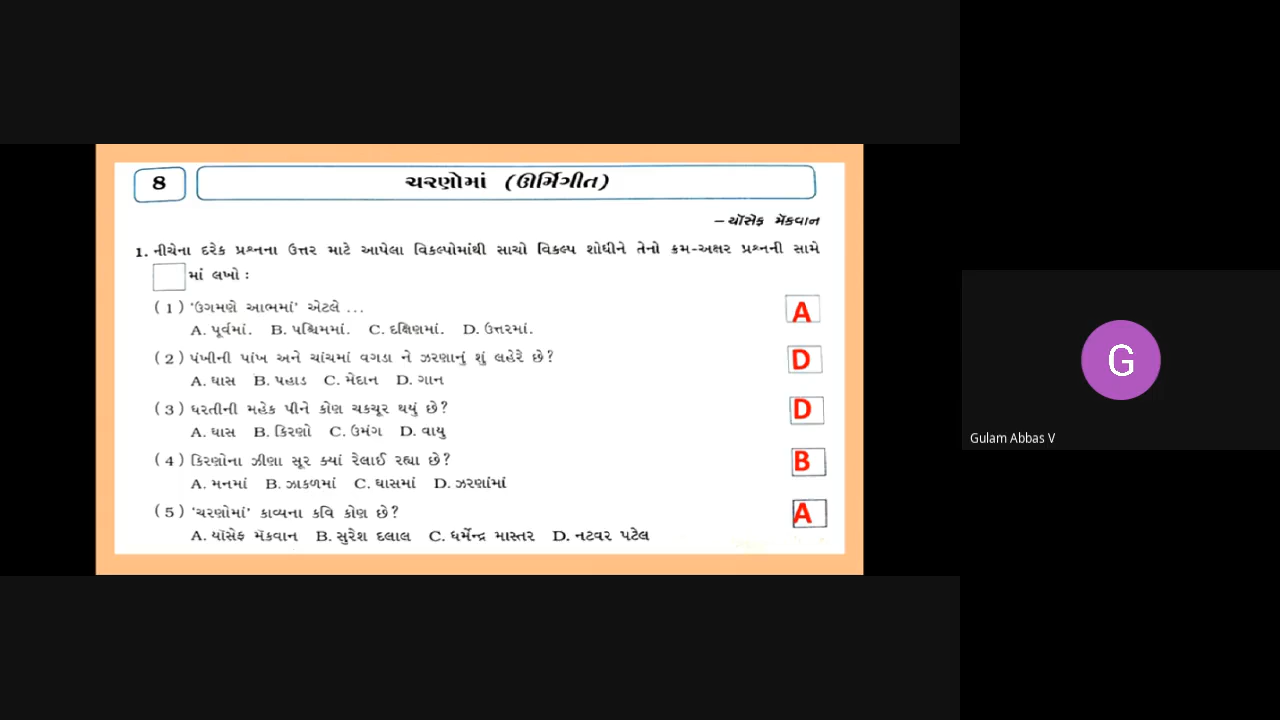 8
ચરણોમાં (ઊર્મિગીત)
– યૉસેફ મૅકવાન
1. નીચેના દરેક પ્રશ્નના ઉત્તર માટે આપેલા વિકલ્પોમાંથી સાચો વિકલ્પ શોધીને તેનો ક્રમ-અક્ષર પ્રશ્નની સામે
માં લખો :
(1) 'ઉગમણે આભમાં' એટલે ... A
A. પૂર્વમાં. B. પશ્ચિમમાં. C. દક્ષિણમાં. D. ઉત્તરમાં.
(2) પંખીની પાંખ અને ચાંચમાં વગડા ને ઝરણાનું શું લહેરે છે? D
A. ઘાસ B. પહાડ C. મેદાન D. ગાન
(3) ધરતીની મહેક પીને કોણ ચકચૂર થયું છે? D
A. ઘાસ B. કિરણો C. ઉમંગ D. વાયુ
(4) કિરણોના ઝીણા સૂર ક્યાં રેલાઈ રહ્યા છે? B
A. મનમાં B. ઝાકળમાં C. ઘાસમાં D. ઝરણાંમાં
(5) 'ચરણોમાં' કાવ્યના કવિ કોણ છે? A
A. યૉસેફ મૅકવાન B. સુરેશ દલાલ C. ધર્મેન્દ્ર માસ્તર D. નટવર પટેલ
G
Gulam Abbas V